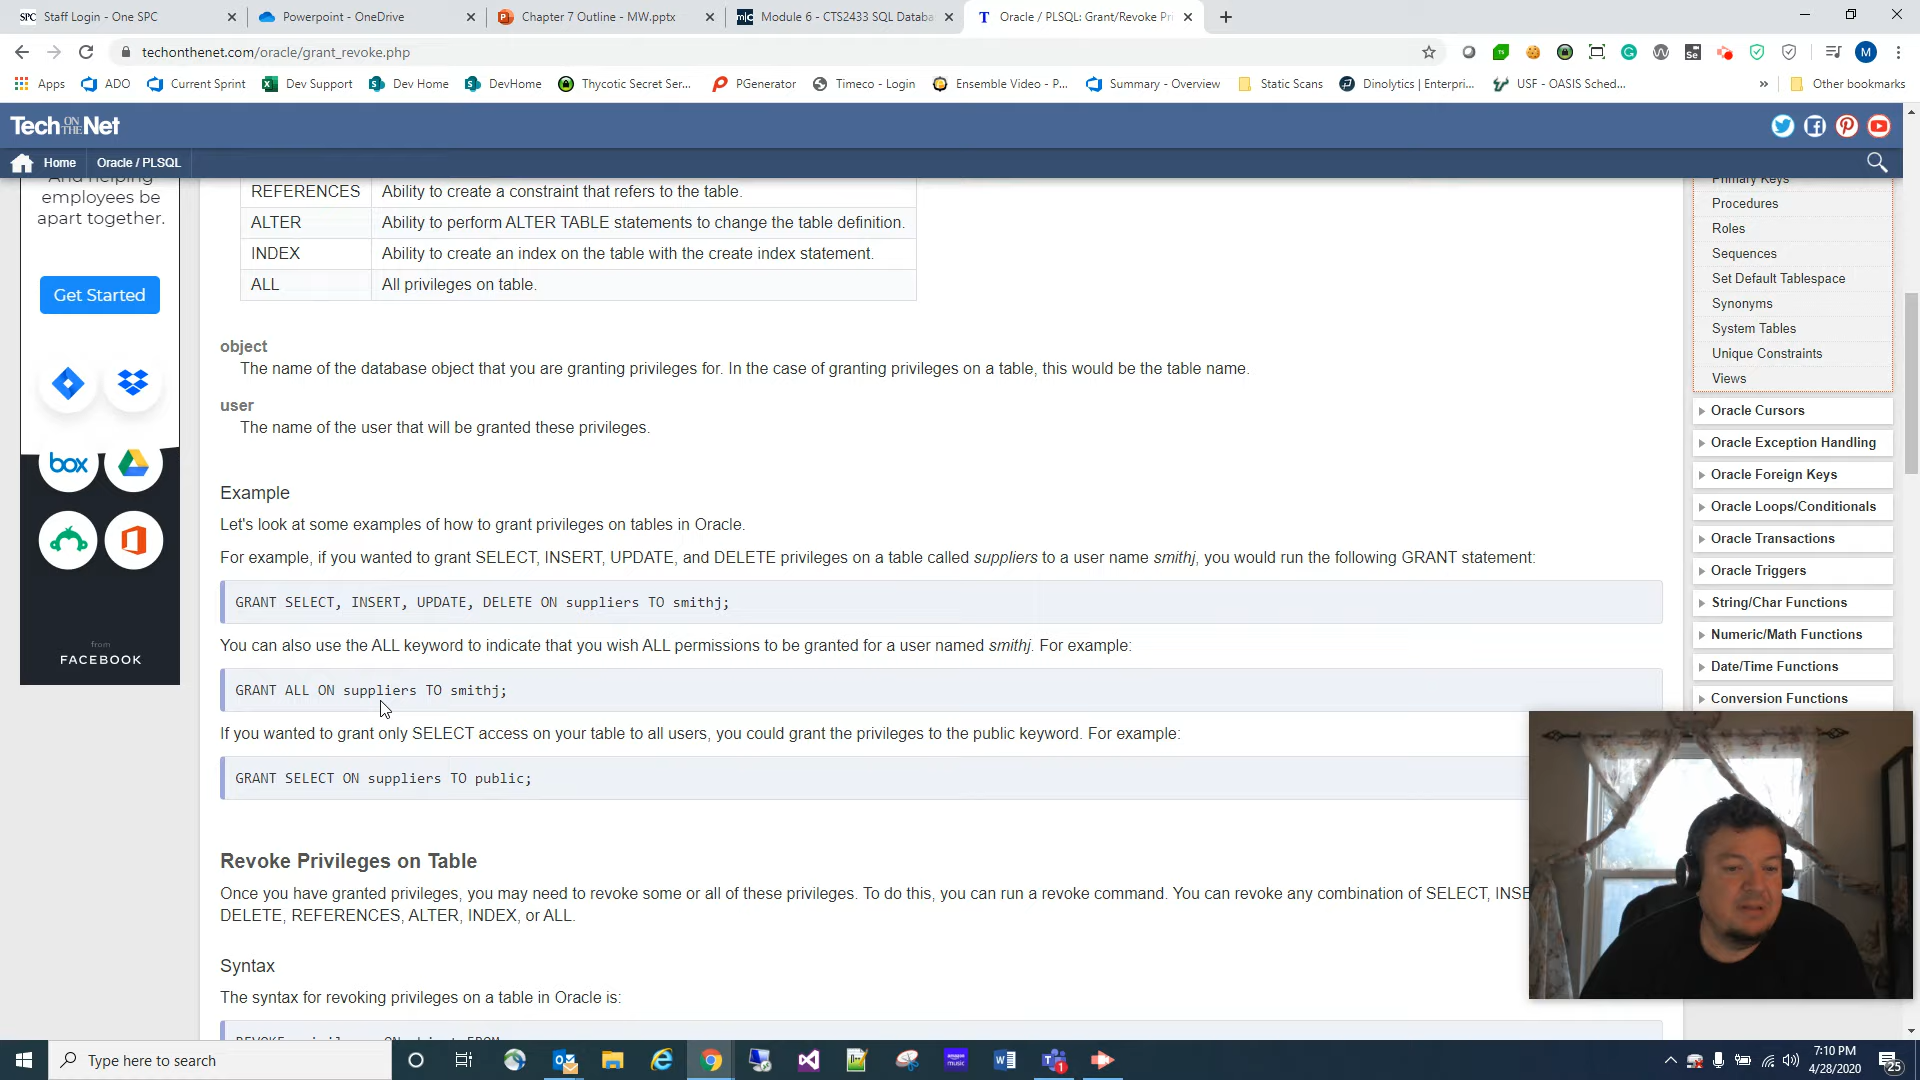 Staff Login - One SPC
Powerpoint - OneDrive
Chapter 7 Outline - MW.pptx
Module 6 - CTS2433 SQL Databa
Oracle / PLSQL: Grant/Revoke Pri
techonthenet.com/oracle/grant_revoke.php
M
Apps
ADO
Current Sprint
Dev Support
Dev Home
DevHome
Thycotic Secret Ser...
PGenerator
Timeco - Login
Ensemble Video - P...
Summary - Overview
Static Scans
Dinolytics | Enterpri...
USF - OASIS Sched...
»
Other bookmarks
Tech ON THE Net
Home
Oracle / PLSQL
And helping
employees be
apart together.
Get Started
box
from
FACEBOOK
REFERENCES Ability to create a constraint that refers to the table.
ALTER Ability to perform ALTER TABLE statements to change the table definition.
INDEX Ability to create an index on the table with the create index statement.
ALL All privileges on table.
object
The name of the database object that you are granting privileges for. In the case of granting privileges on a table, this would be the table name.
user
The name of the user that will be granted these privileges.
Example
Let's look at some examples of how to grant privileges on tables in Oracle.
For example, if you wanted to grant SELECT, INSERT, UPDATE, and DELETE privileges on a table called suppliers to a user name smithj, you would run the following GRANT statement:
GRANT SELECT, INSERT, UPDATE, DELETE ON suppliers TO smithj;
You can also use the ALL keyword to indicate that you wish ALL permissions to be granted for a user named smithj. For example:
GRANT ALL ON suppliers TO smithj;
If you wanted to grant only SELECT access on your table to all users, you could grant the privileges to the public keyword. For example:
GRANT SELECT ON suppliers TO public;
Revoke Privileges on Table
Once you have granted privileges, you may need to revoke some or all of these privileges. To do this, you can run a revoke command. You can revoke any combination of SELECT, INSE
DELETE, REFERENCES, ALTER, INDEX, or ALL.
Syntax
The syntax for revoking privileges on a table in Oracle is:
Primary Keys
Procedures
Roles
Sequences
Set Default Tablespace
Synonyms
System Tables
Unique Constraints
Views
Oracle Cursors
Oracle Exception Handling
Oracle Foreign Keys
Oracle Loops/Conditionals
Oracle Transactions
Oracle Triggers
String/Char Functions
Numeric/Math Functions
Date/Time Functions
Conversion Functions
Type here to search
7:10 PM
4/28/2020
25